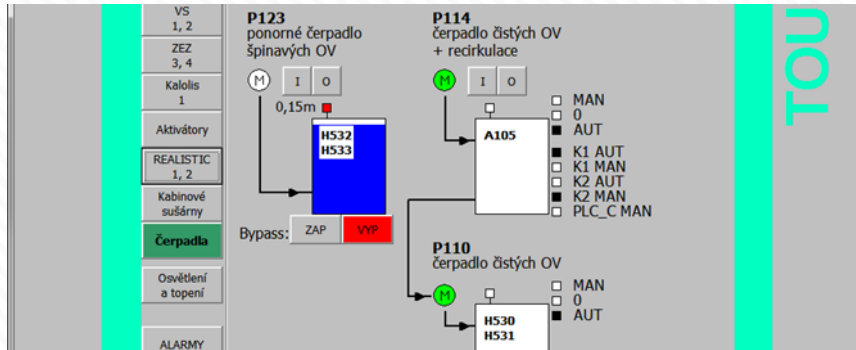 VS
1, 2
ZEZ
3, 4
Kalolis
1
Aktivátory
REALISTIC
1, 2
Kabinové
sušárny
Čerpadla
Osvětlení
a topení
ALARMY
P123
ponorné čerpadlo
špinavých OV
M
I O
0,15m
H532
H533
Bypass: ZAP VYP
P114
čerpadlo čistých OV
+ recirkulace
M
I O
A105
MAN
0
AUT
K1 AUT
K1 MAN
K2 AUT
K2 MAN
PLC_C MAN
P110
čerpadlo čistých OV
M
H530
H531
MAN
0
AUT
TOU